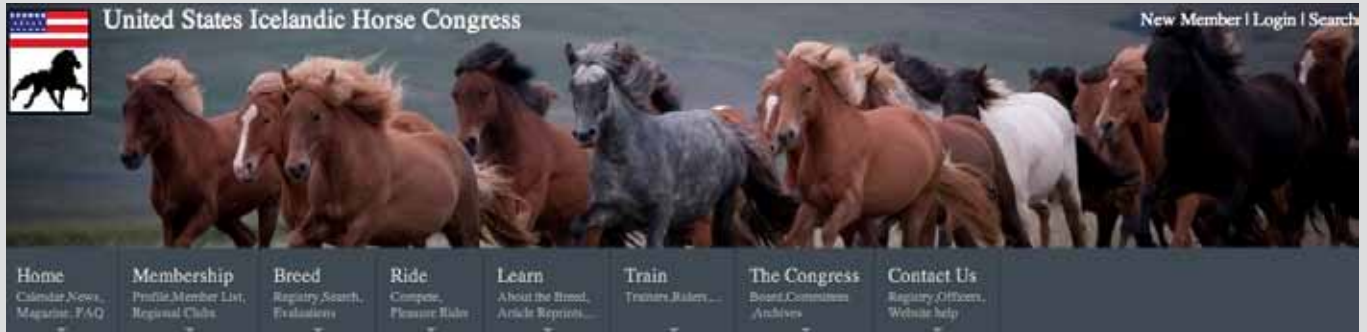 United States Icelandic Horse Congress
New Member | Login | Search
Home
Calendar,News,
Magazine, FAQ
Membership
Profile,Member List,
Regional Clubs
Breed
Registry,Search,
Evaluations
Ride
Compete,
Pleasure Rides
Learn
About the Breed,
Article Reprints,...
Train
Trainers,Riders,...
The Congress
Board,Committees
,Archives
Contact Us
Registry,Officers,
Website help